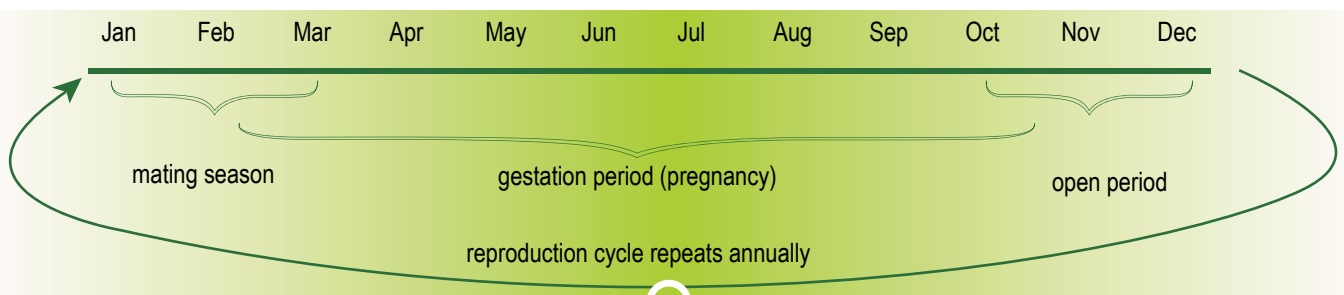 Jan Feb Mar Apr May Jun Jul Aug Sep Oct Nov Dec
mating season gestation period (pregnancy) open period
reproduction cycle repeats annually